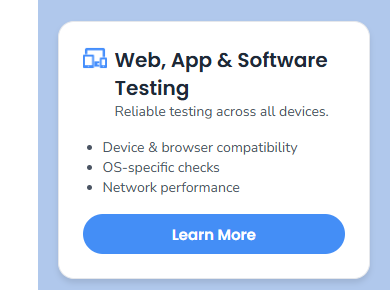 Web, App & Software
Testing
Reliable testing across all devices.
Device & browser compatibility
OS-specific checks
Network performance
Learn More